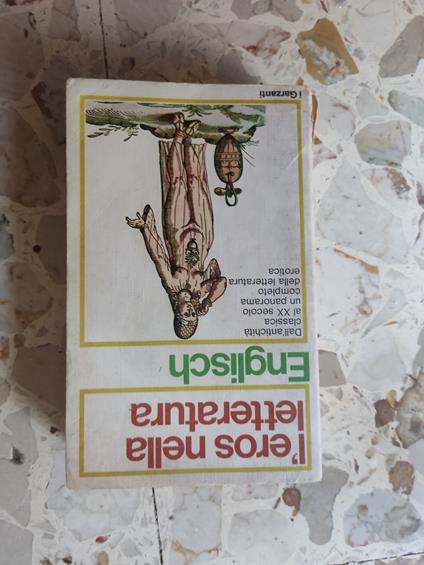 l'eros nella
letteratura
Englisch
Dall'antichità
classica
al XX secolo
un panorama
completo
della letteratura
erotica
i Garzanti